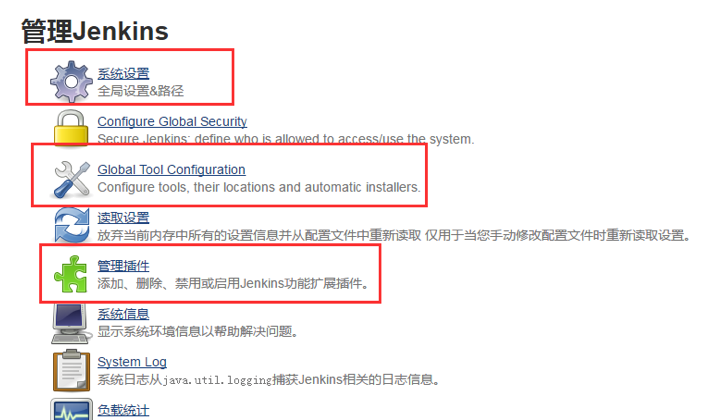 管理Jenkins
系统设置
全局设置&路径
Configure Global Security
Secure Jenkins; define who is allowed to access/use the system.
Global Tool Configuration
Configure tools, their locations and automatic installers.
读取设置
放弃当前内存中所有的设置信息并从配置文件中重新读取 仅用于当您手动修改配置文件时重新读取设置。
管理插件
添加、删除、禁用或启用Jenkins功能扩展插件。
系统信息
显示系统环境信息以帮助解决问题。
System Log
系统日志从java.util.logging捕获Jenkins相关的日志信息。
负载统计